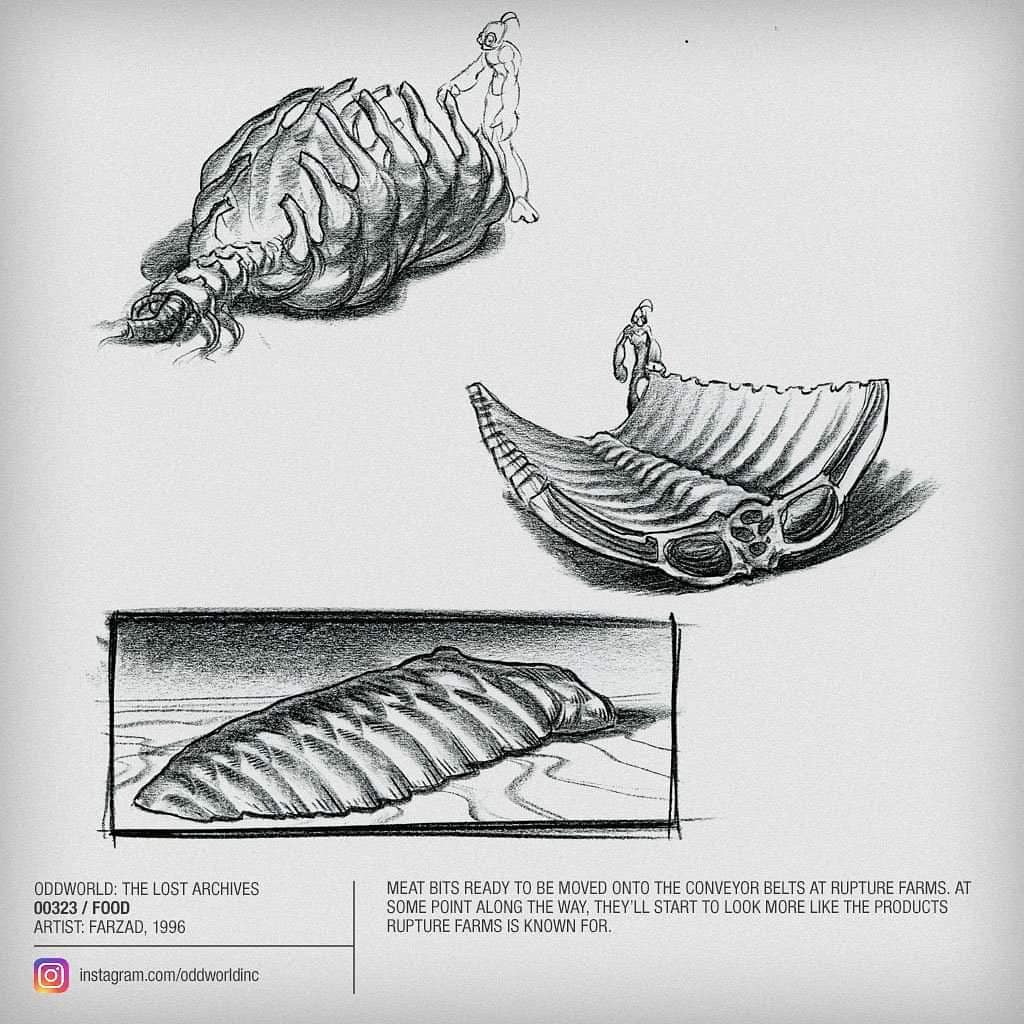 ODDWORLD: THE LOST ARCHIVES
00323 / FOOD
ARTIST: FARZAD, 1996
instagram.com/oddworldinc
MEAT BITS READY TO BE MOVED ONTO THE CONVEYOR BELTS AT RUPTURE FARMS. AT
SOME POINT ALONG THE WAY, THEY'LL START TO LOOK MORE LIKE THE PRODUCTS
RUPTURE FARMS IS KNOWN FOR.